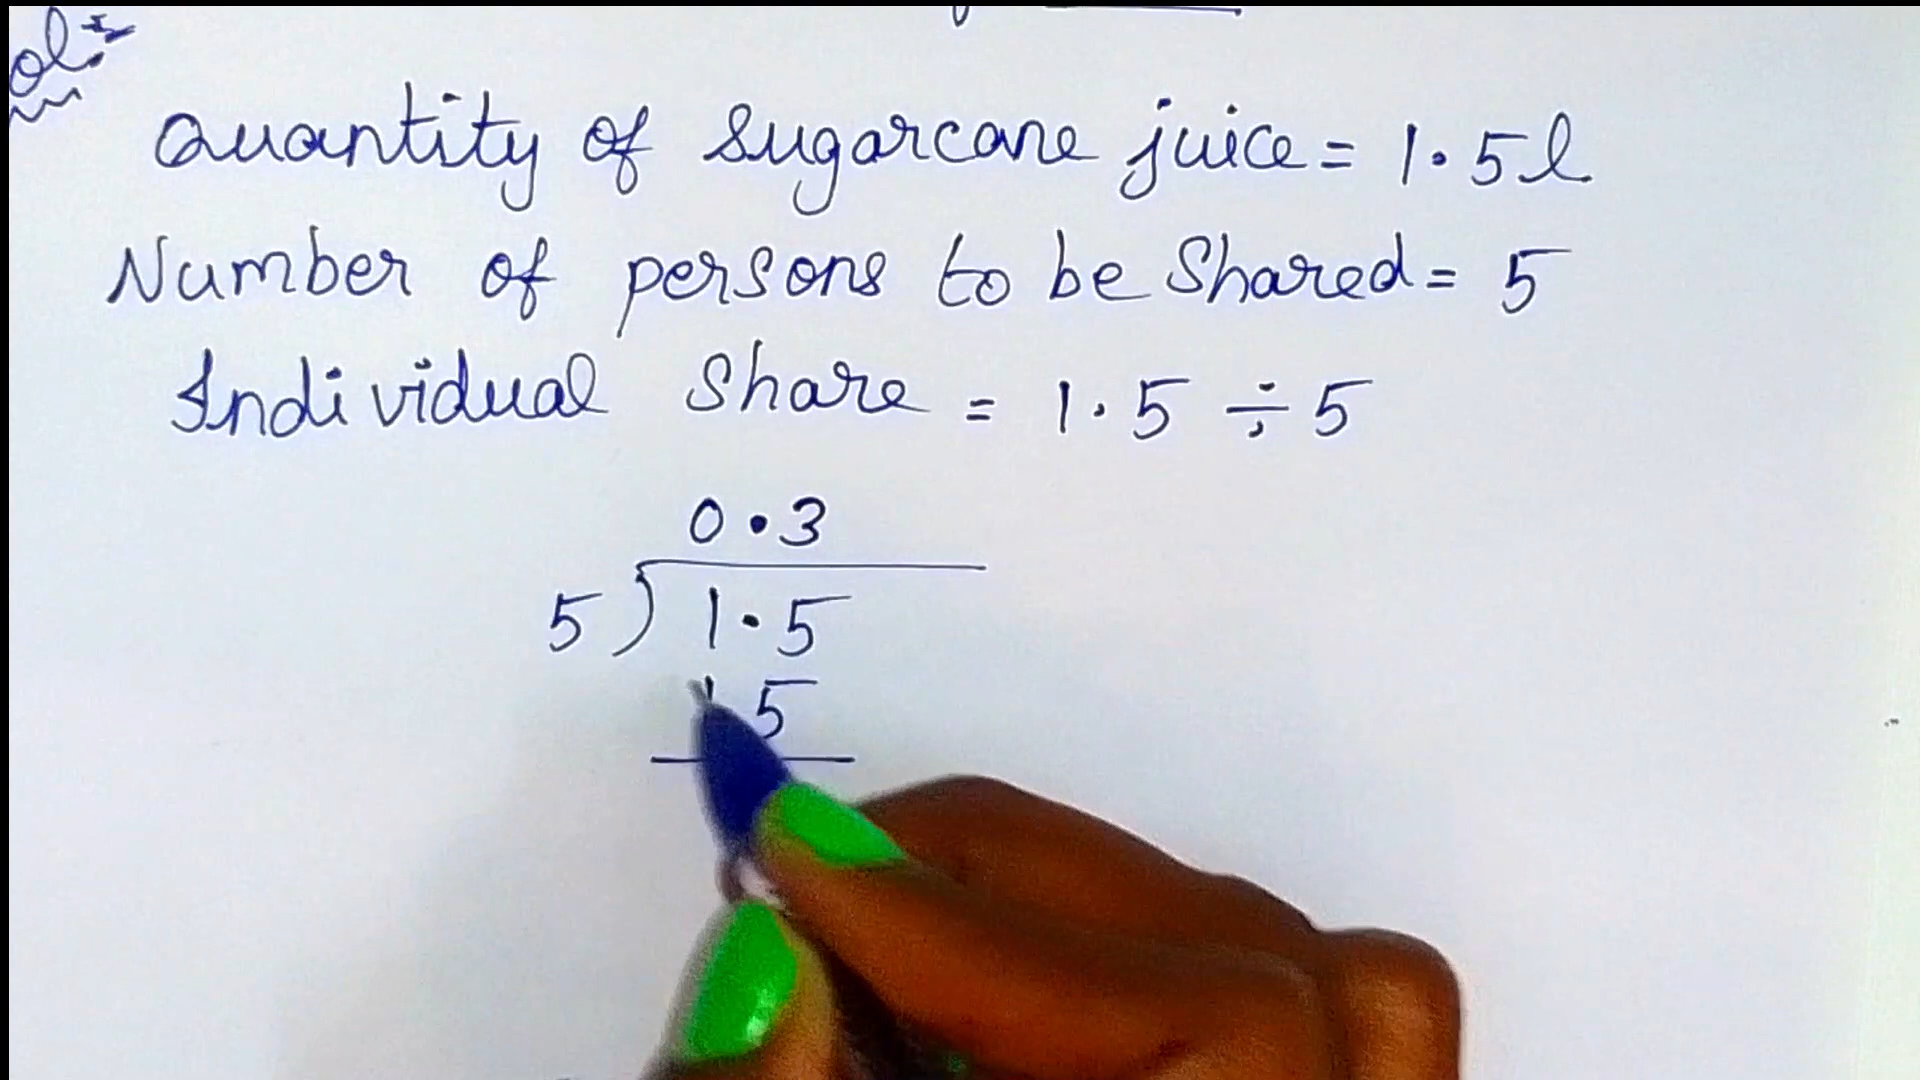 Quantity of sugarcane juice = 1.5l
Number of persons to be shared = 5
Individual share = 1.5 ÷ 5
0.3
5) 1.5
1 5